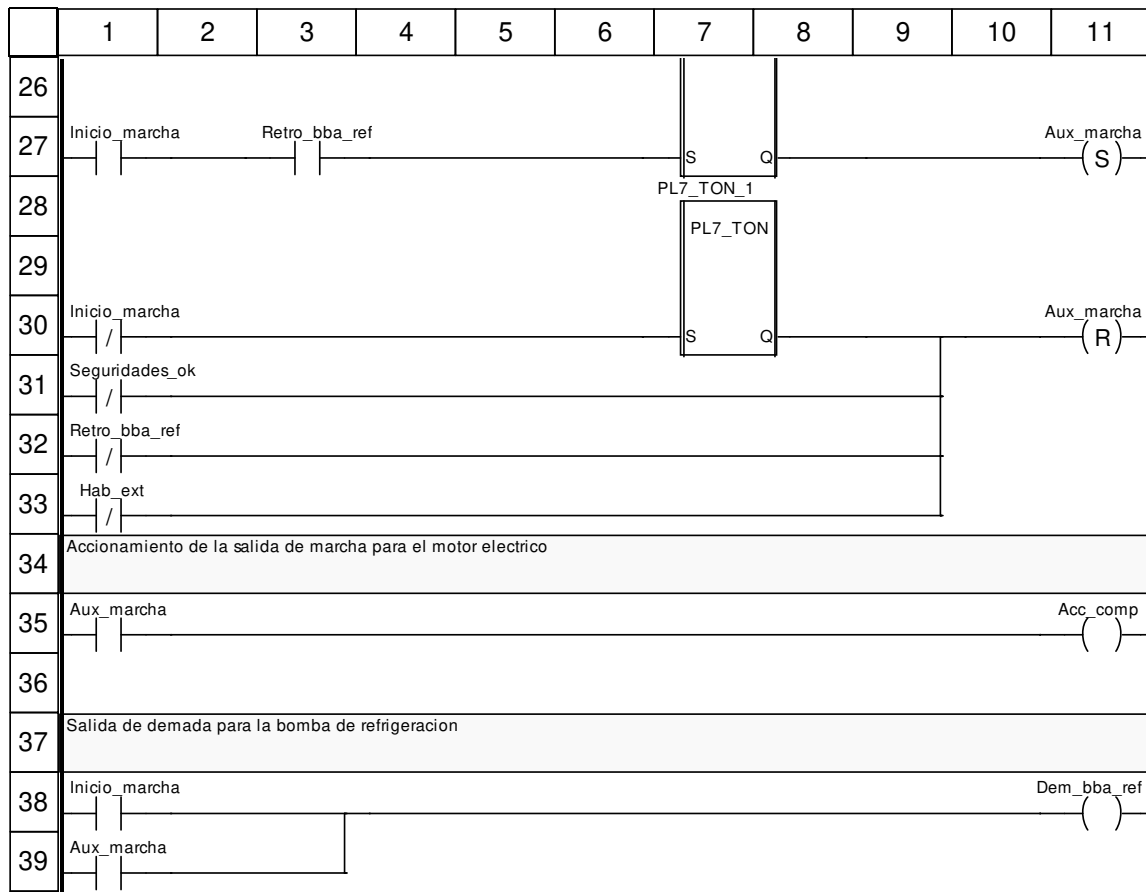 1 2 3 4 5 6 7 8 9 10 11
26
Inicio_marcha Retro_bba_ref Aux_marcha
27 S Q S
PL7_TON_1
28 PL7_TON
29
Inicio_marcha Aux_marcha
30 / S Q R
Seguridades_ok
31 /
Retro_bba_ref
32 /
Hab_ext
33 /
34 Accionamiento de la salida de marcha para el motor electrico
Aux_marcha Acc_comp
35
36
37 Salida de demada para la bomba de refrigeracion
Inicio_marcha Dem_bba_ref
38
Aux_marcha
39